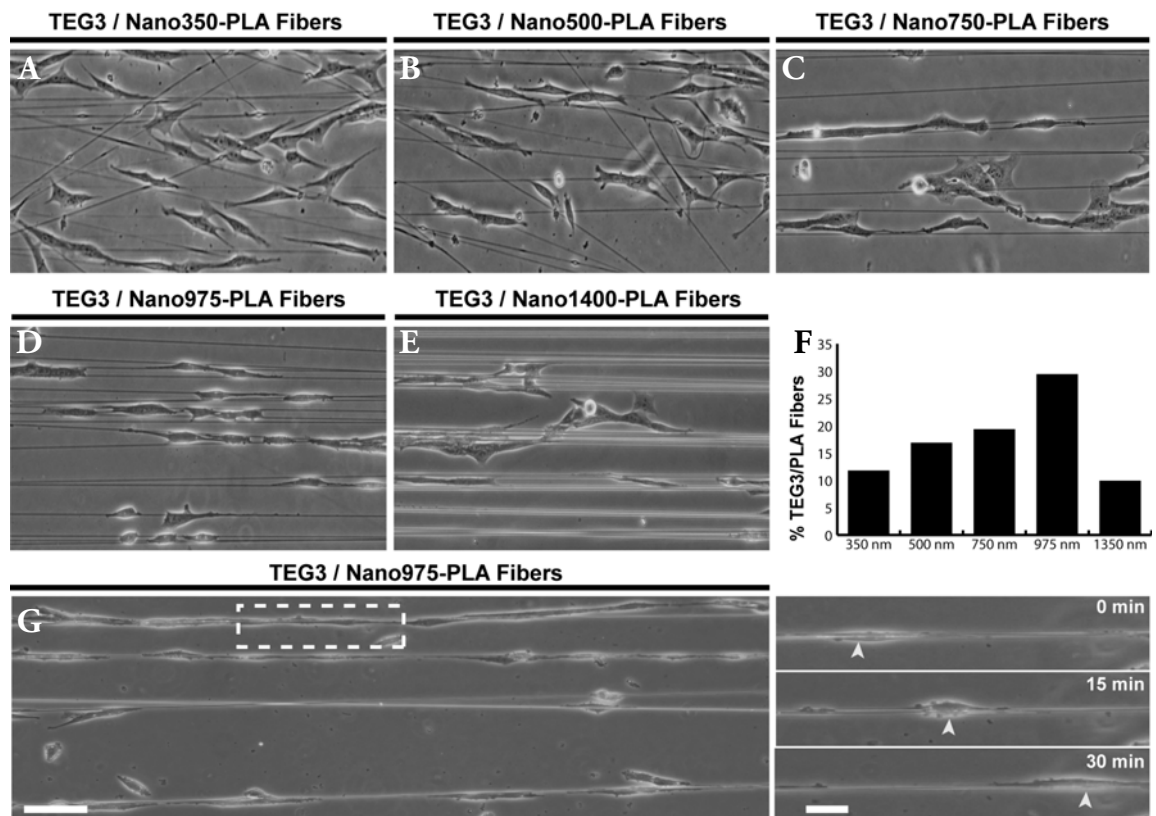 TEG3 / Nano350-PLA Fibers
TEG3 / Nano500-PLA Fibers
TEG3 / Nano750-PLA Fibers
A
B
C
TEG3 / Nano975-PLA Fibers
TEG3 / Nano1400-PLA Fibers
D
E
F
% TEG3/PLA Fibers
35
30
25
20
15
10
5
0
350 nm
500 nm
750 nm
975 nm
1350 nm
TEG3 / Nano975-PLA Fibers
G
0 min
15 min
30 min